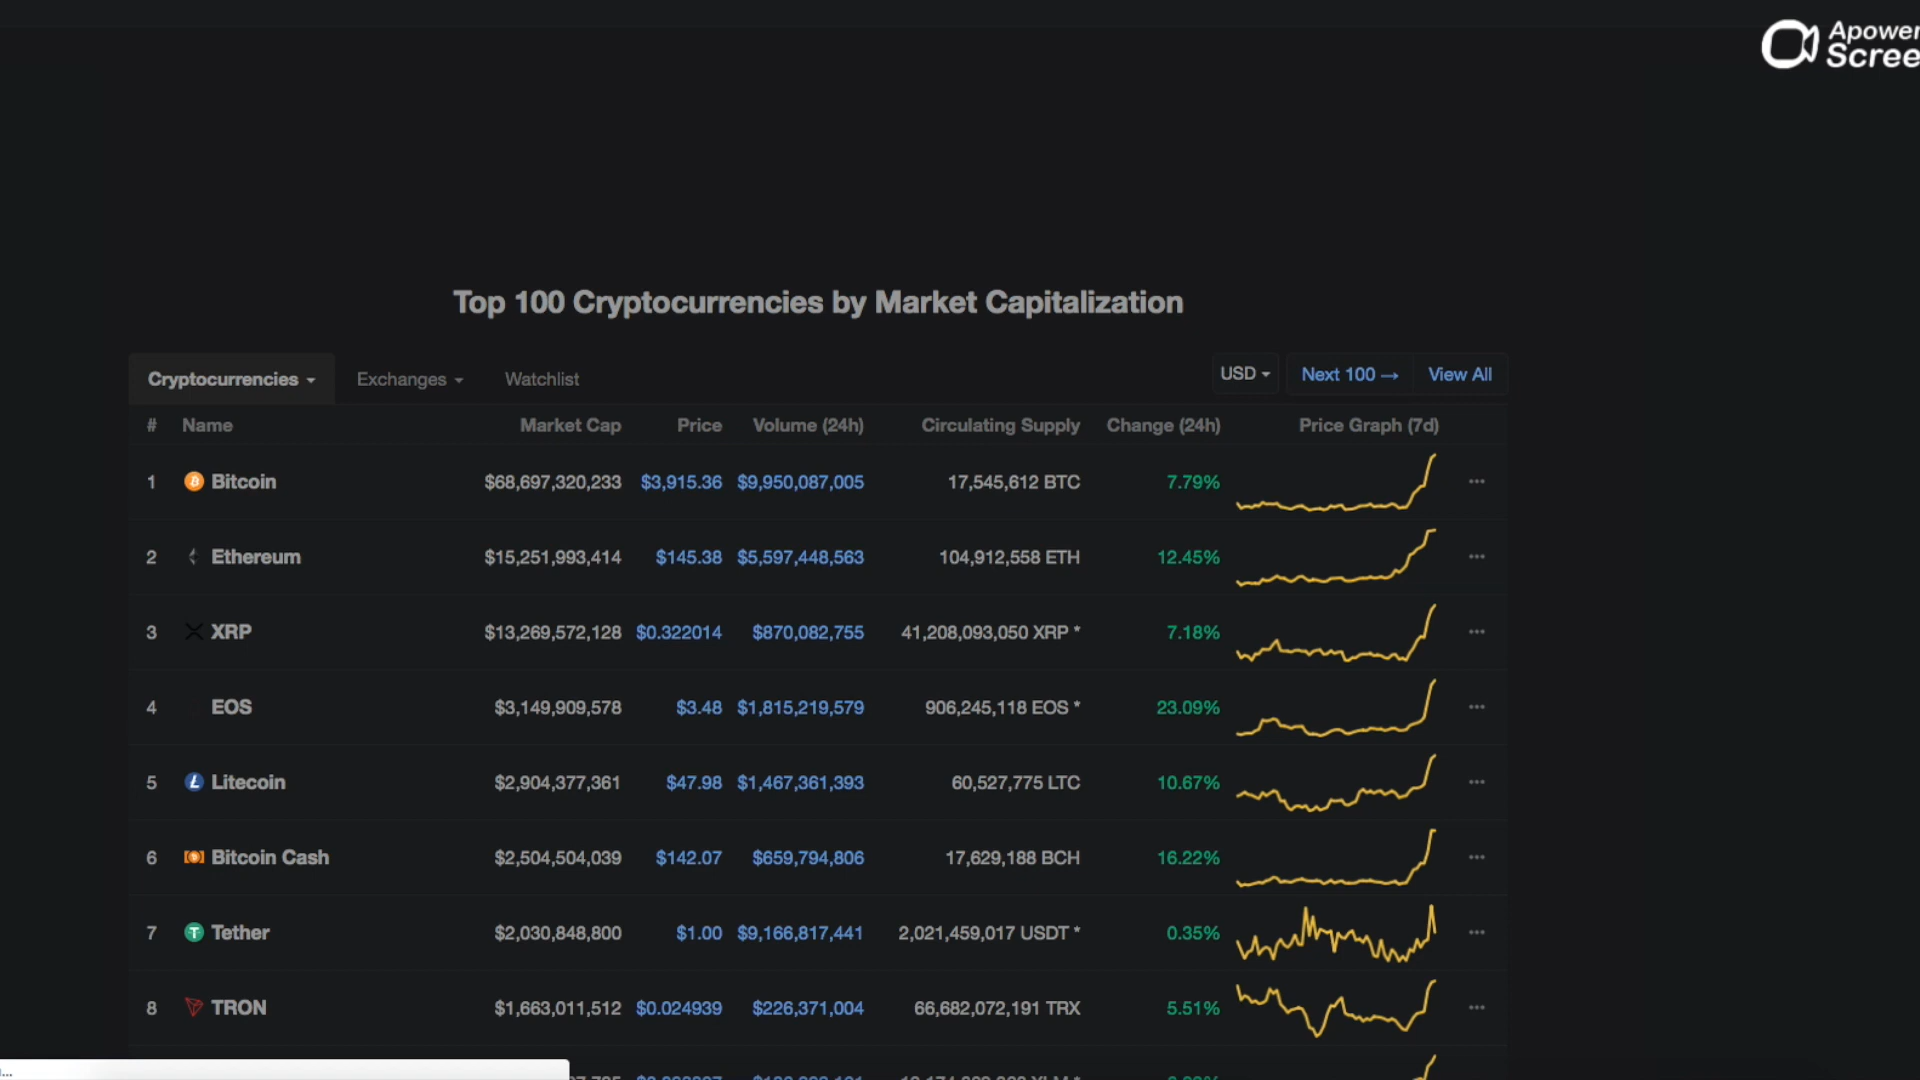 Apower
Scree
Top 100 Cryptocurrencies by Market Capitalization
Cryptocurrencies Exchanges Watchlist USD Next 100 → View All
# Name Market Cap Price Volume (24h) Circulating Supply Change (24h) Price Graph (7d)
1 Bitcoin $68,697,320,233 $3,915.36 $9,950,087,005 17,545,612 BTC 7.79%
2 Ethereum $15,251,993,414 $145.38 $5,597,448,563 104,912,558 ETH 12.45%
3 XRP $13,269,572,128 $0.322014 $870,082,755 41,208,093,050 XRP * 7.18%
4 EOS $3,149,909,578 $3.48 $1,815,219,579 906,245,118 EOS * 23.09%
5 Litecoin $2,904,377,361 $47.98 $1,467,361,393 60,527,775 LTC 10.67%
6 Bitcoin Cash $2,504,504,039 $142.07 $659,794,806 17,629,188 BCH 16.22%
7 Tether $2,030,848,800 $1.00 $9,166,817,441 2,021,459,017 USDT * 0.35%
8 TRON $1,663,011,512 $0.024939 $226,371,004 66,682,072,191 TRX 5.51%